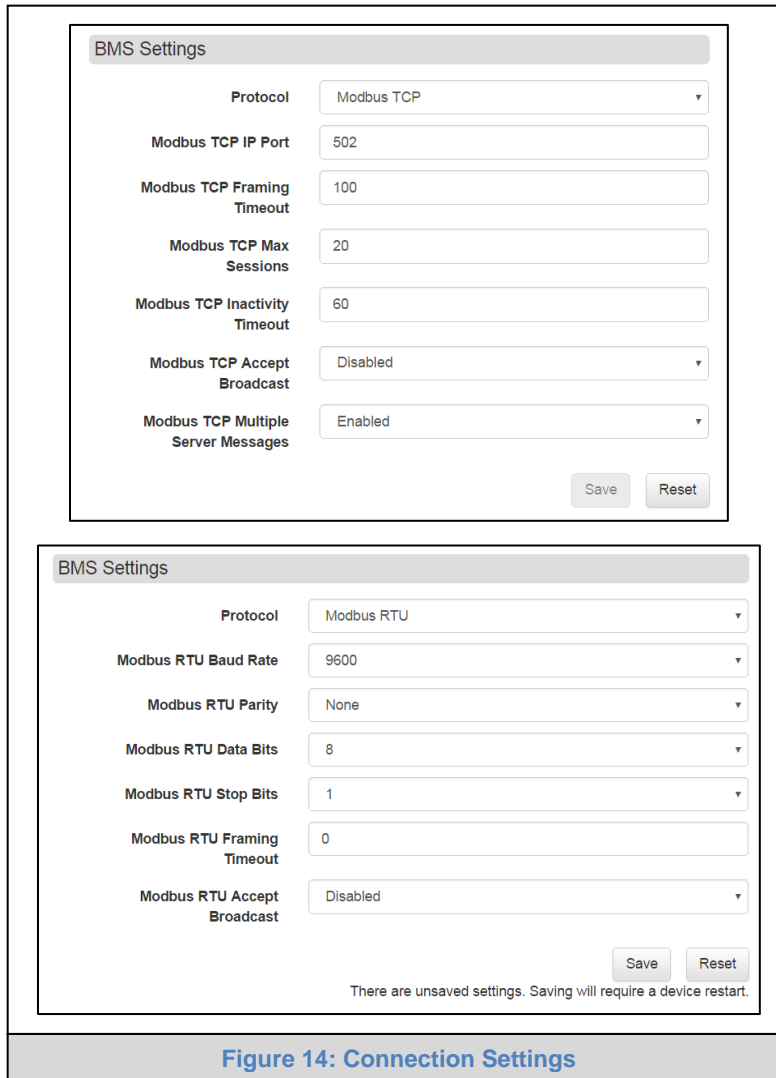 BMS Settings
Protocol
Modbus TCP
Modbus TCP IP Port
502
Modbus TCP Framing
Timeout
100
Modbus TCP Max
Sessions
20
Modbus TCP Inactivity
Timeout
60
Modbus TCP Accept
Broadcast
Disabled
Modbus TCP Multiple
Server Messages
Enabled
Save
Reset
BMS Settings
Protocol
Modbus RTU
Modbus RTU Baud Rate
9600
Modbus RTU Parity
None
Modbus RTU Data Bits
8
Modbus RTU Stop Bits
1
Modbus RTU Framing
Timeout
0
Modbus RTU Accept
Broadcast
Disabled
Save
Reset
There are unsaved settings. Saving will require a device restart.
Figure 14: Connection Settings